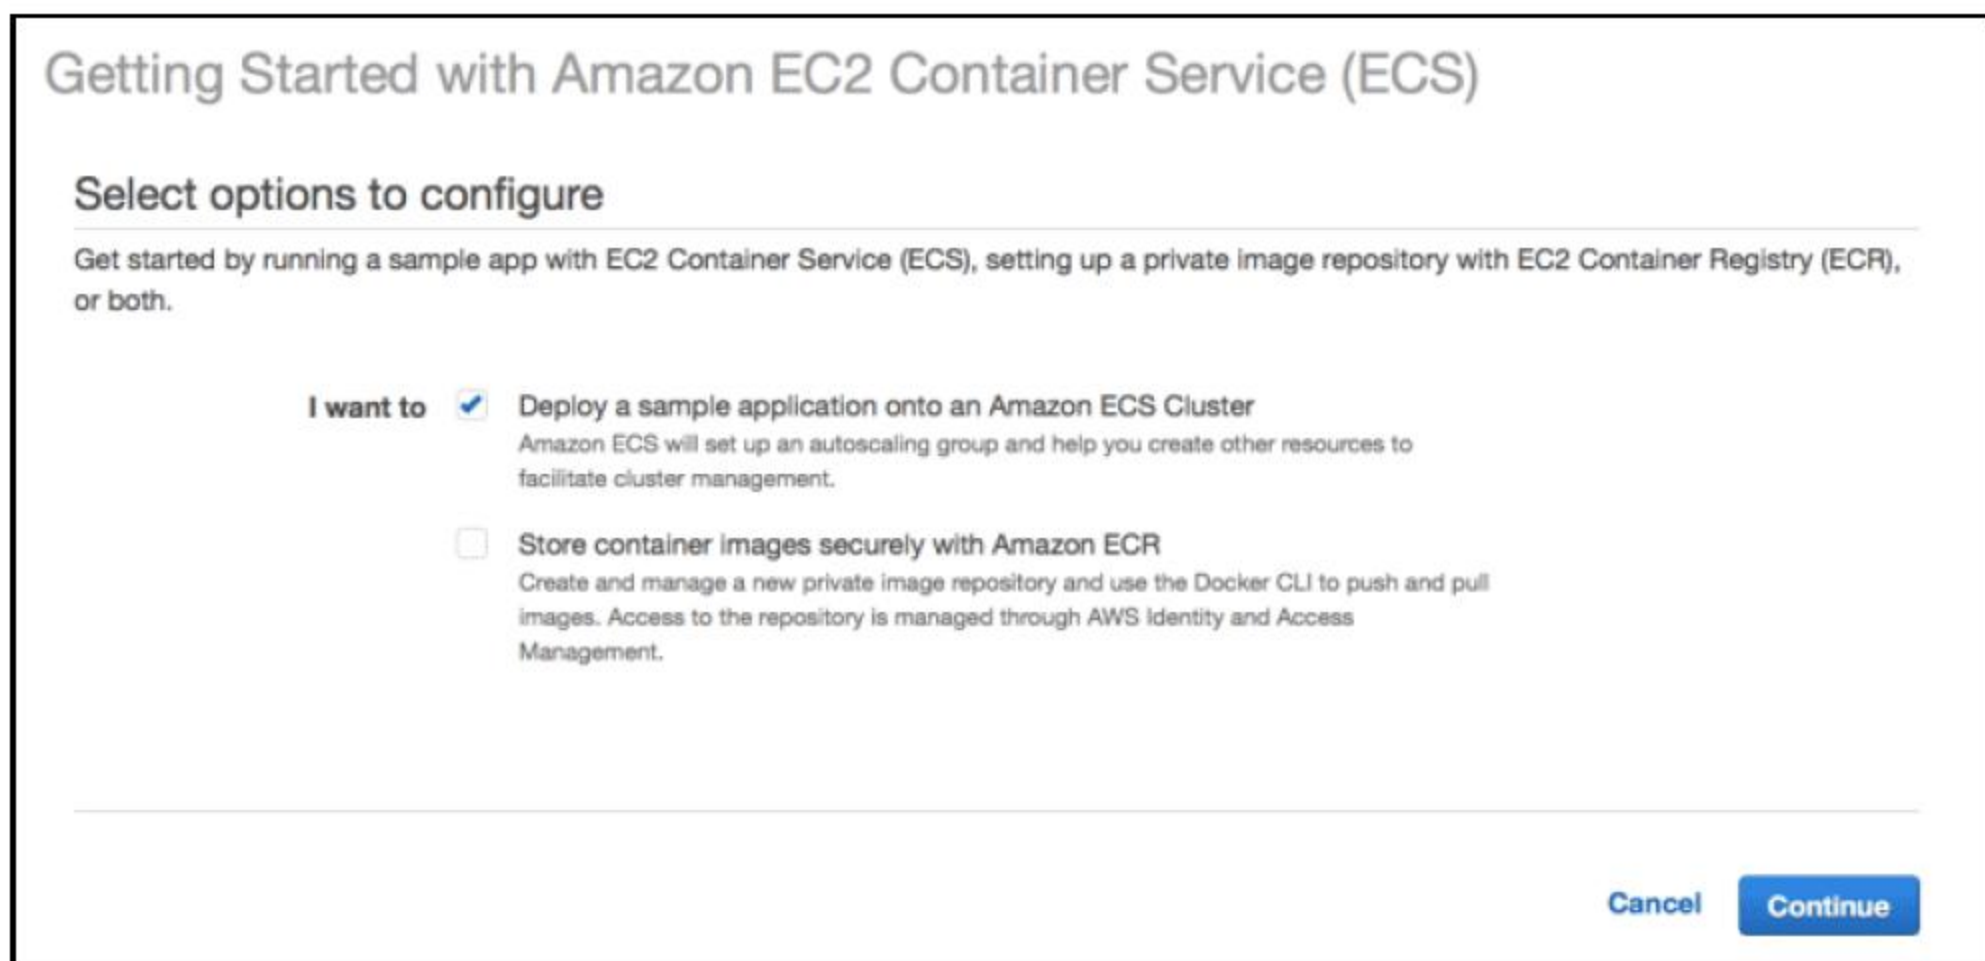 Getting Started with Amazon EC2 Container Service (ECS)
Select options to configure
Get started by running a sample app with EC2 Container Service (ECS), setting up a private image repository with EC2 Container Registry (ECR),
or both.
I want to Deploy a sample application onto an Amazon ECS Cluster
Amazon ECS will set up an autoscaling group and help you create other resources to
facilitate cluster management.
Store container images securely with Amazon ECR
Create and manage a new private image repository and use the Docker CLI to push and pull
images. Access to the repository is managed through AWS Identity and Access
Management.
Cancel Continue